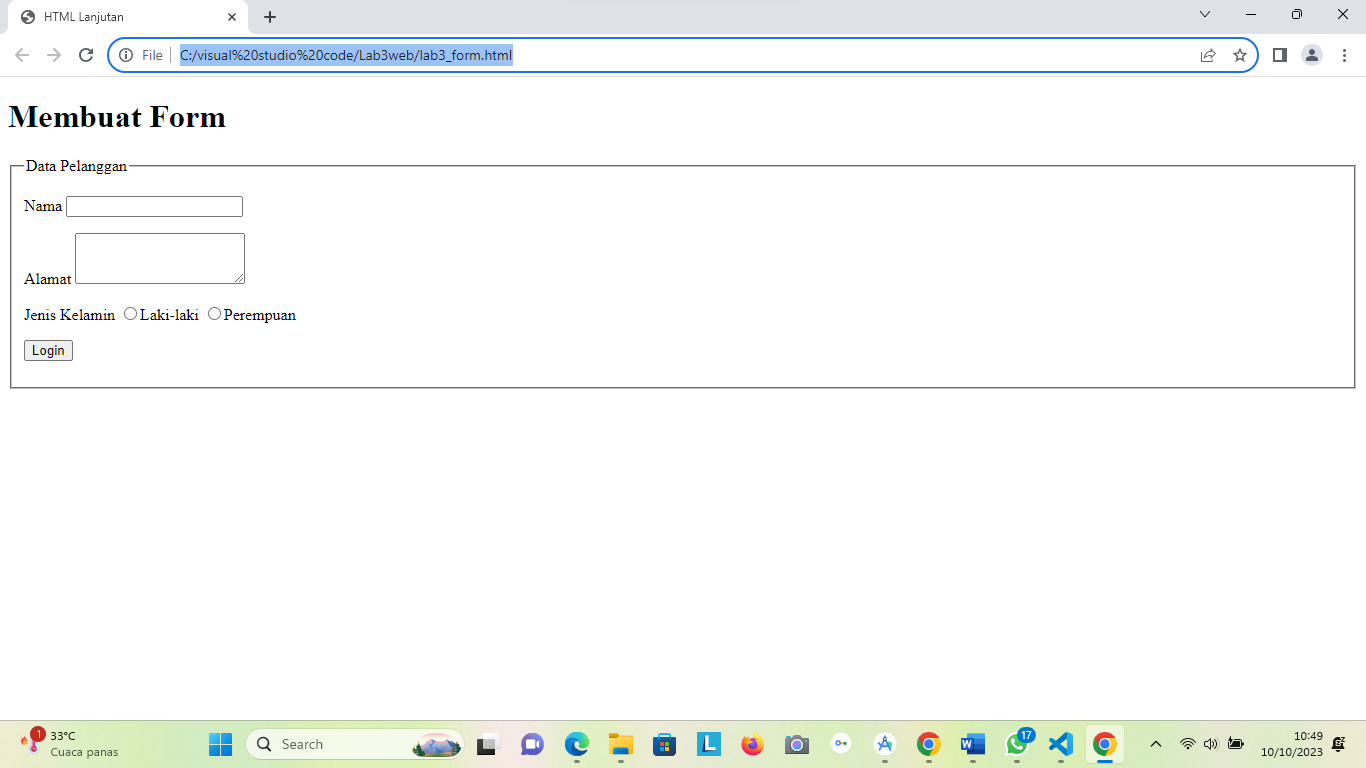 HTML Lanjutan
File C:/visual%20studio%20code/Lab3web/lab3_form.html
Membuat Form
Data Pelanggan
Nama
Alamat
Jenis Kelamin Laki-laki Perempuan
Login
1 33°C
Cuaca panas
Search
L
W
17
10:49
10/10/2023